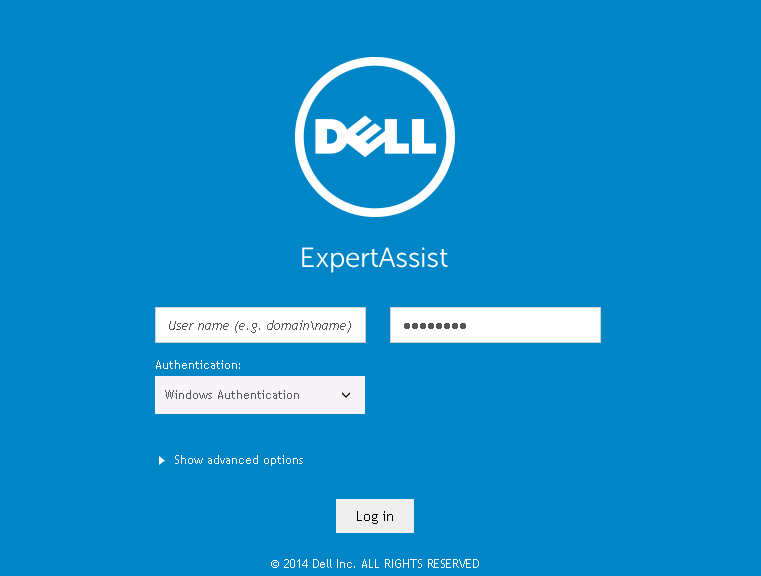 DELL
ExpertAssist
User name (e.g. domain\name)
••••••••
Authentication:
Windows Authentication
Show advanced options
Log in
© 2014 Dell Inc. ALL RIGHTS RESERVED